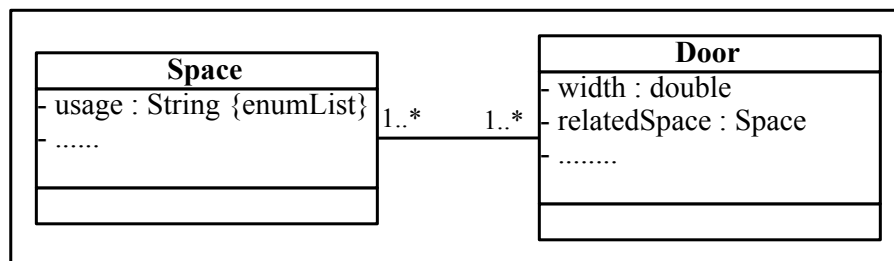 Space
- usage : String {enumList}
- ......
1..*
1..*
Door
- width : double
- relatedSpace : Space
- ........